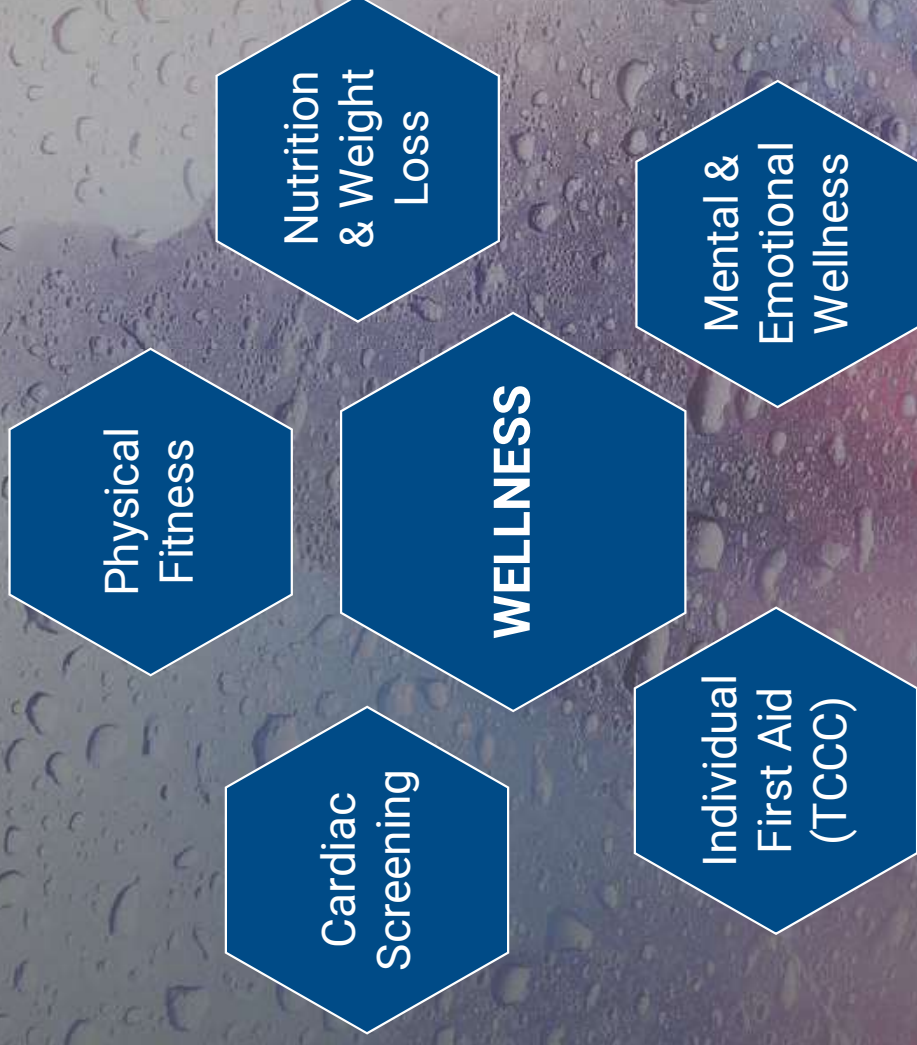 Physical
Fitness
Nutrition
& Weight
Loss
Mental &
Emotional
Wellness
Individual
First Aid
(TCCC)
Cardiac
Screening
WELLNESS